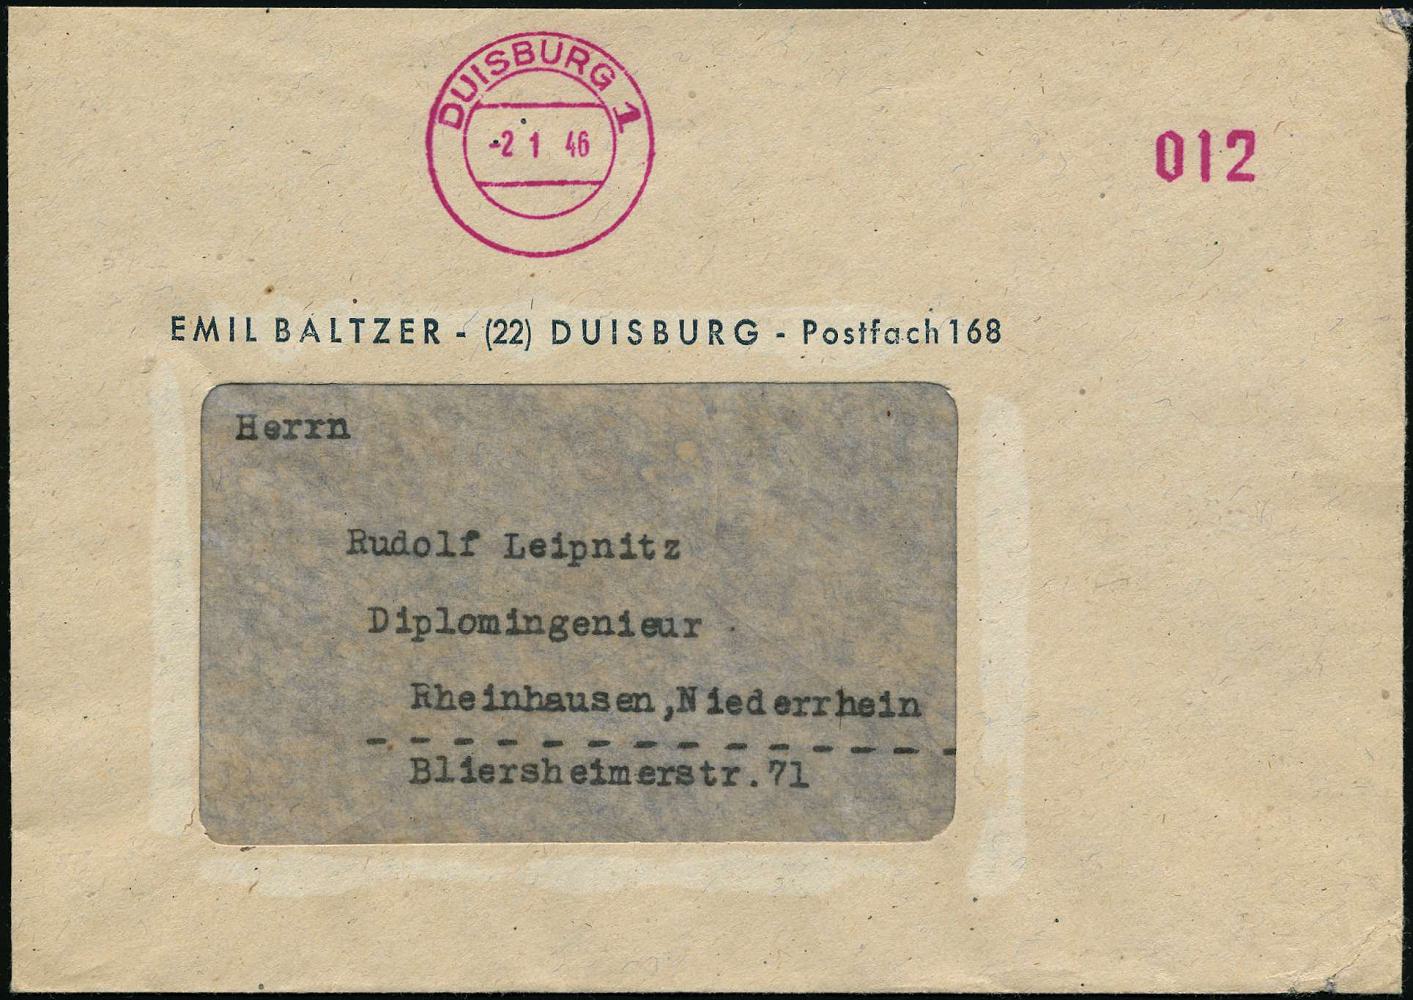 DUISBURG 1
-2 1 46
012
EMIL BALTZER - (22) DUISBURG - Postfach 168
Herrn
Rudolf Leipnitz
Diplomingenieur
Rheinhausen,Niederrhein
- - - - - - - - - - - - - -
Bliersheimerstr.71